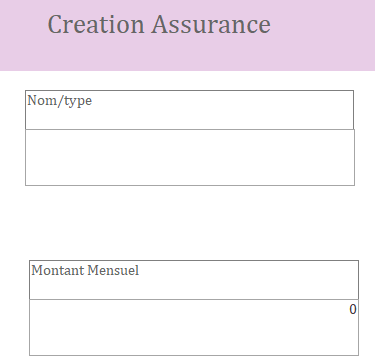 Creation Assurance
Nom/type
Montant Mensuel
0